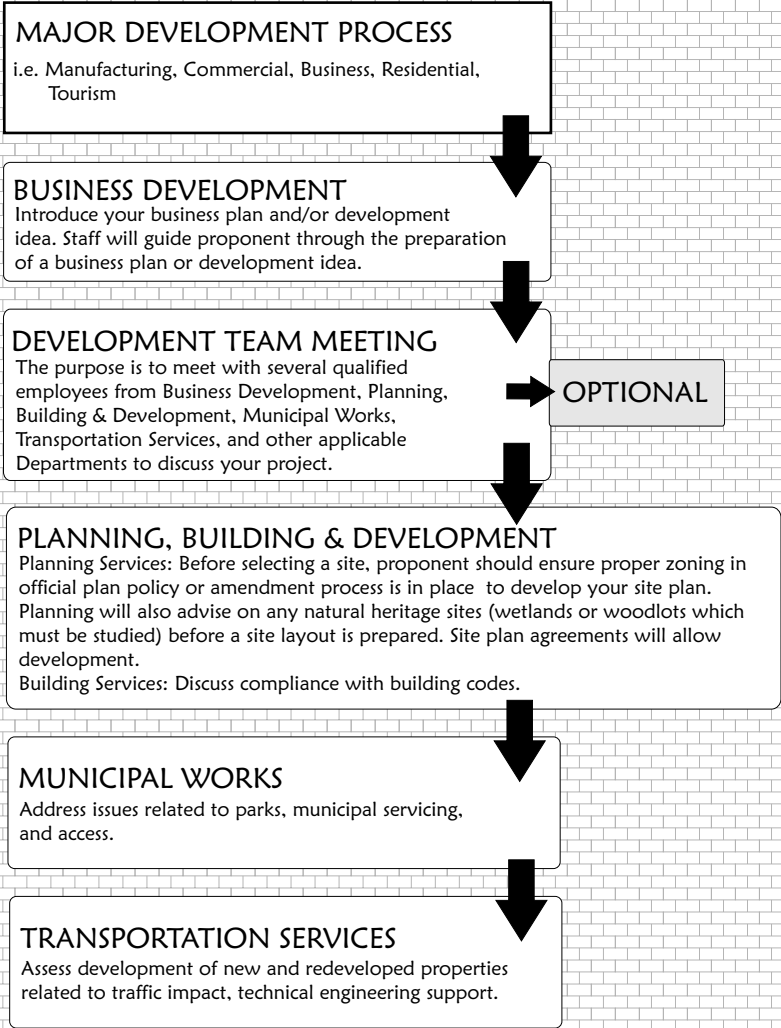 MAJOR DEVELOPMENT PROCESS
i.e. Manufacturing, Commercial, Business, Residential,
Tourism
BUSINESS DEVELOPMENT
Introduce your business plan and/or development
idea. Staff will guide proponent through the preparation
of a business plan or development idea.
DEVELOPMENT TEAM MEETING
The purpose is to meet with several qualified
employees from Business Development, Planning,
Building & Development, Municipal Works,
Transportation Services, and other applicable
Departments to discuss your project.
OPTIONAL
PLANNING, BUILDING & DEVELOPMENT
Planning Services: Before selecting a site, proponent should ensure proper zoning in
official plan policy or amendment process is in place to develop your site plan.
Planning will also advise on any natural heritage sites (wetlands or woodlots which
must be studied) before a site layout is prepared. Site plan agreements will allow
development.
Building Services: Discuss compliance with building codes.
MUNICIPAL WORKS
Address issues related to parks, municipal servicing,
and access.
TRANSPORTATION SERVICES
Assess development of new and redeveloped properties
related to traffic impact, technical engineering support.